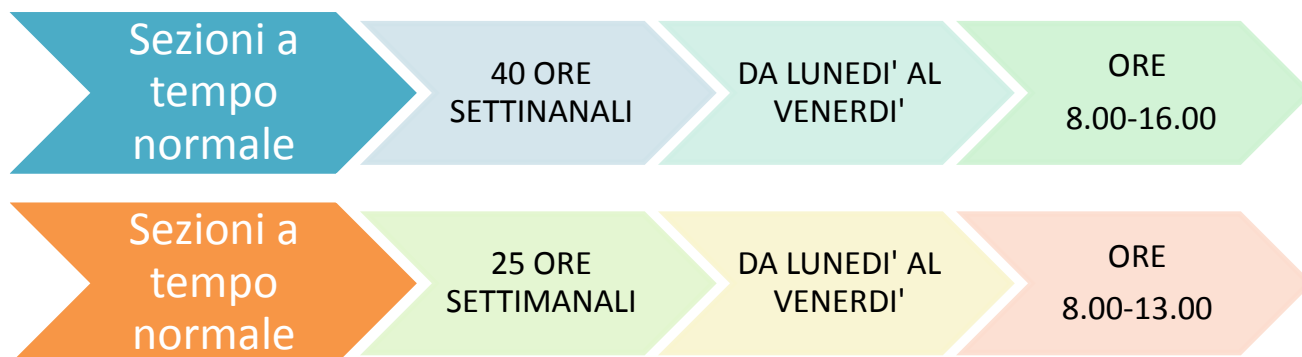 Sezioni a
tempo
normale
40 ORE
SETTINANALI
DA LUNEDI' AL
VENERDI'
ORE
8.00-16.00
Sezioni a
tempo
normale
25 ORE
SETTIMANALI
DA LUNEDI' AL
VENERDI'
ORE
8.00-13.00